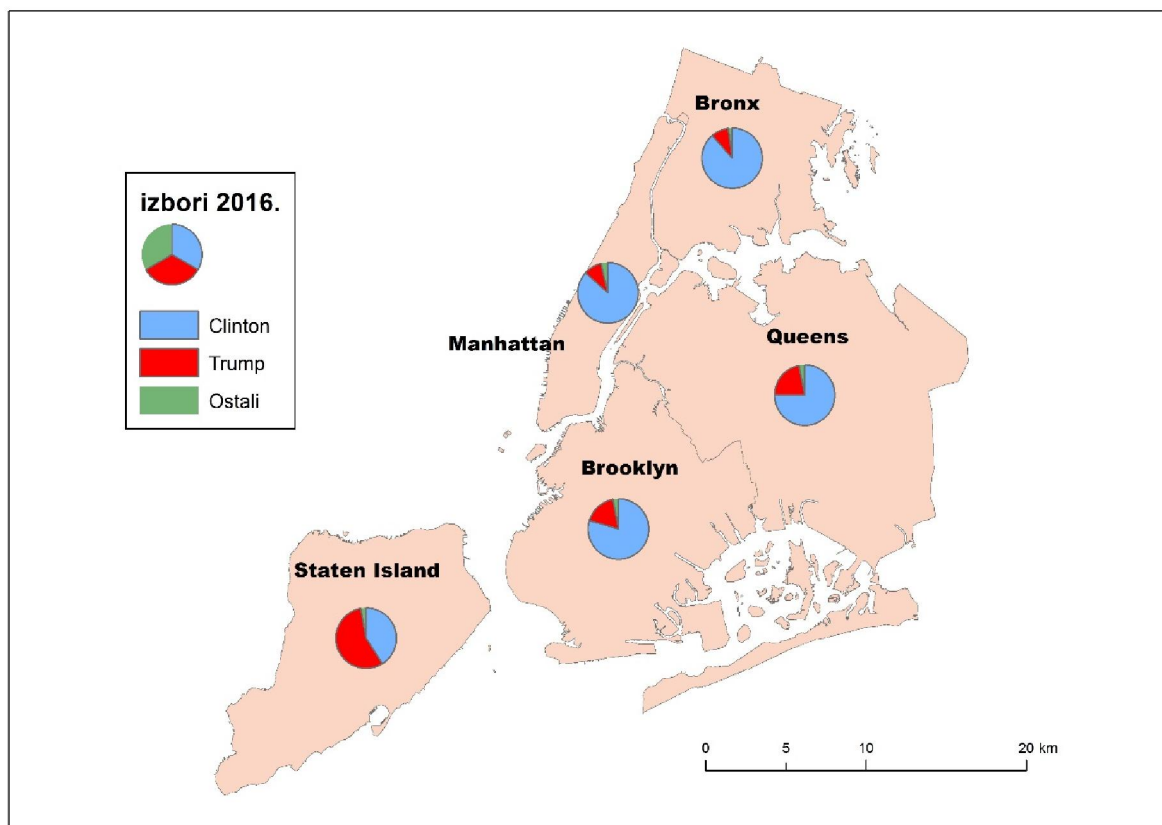 izbori 2016.
Clinton
Trump
Ostali
Bronx
Manhattan
Queens
Brooklyn
Staten Island
0 5 10 20 km